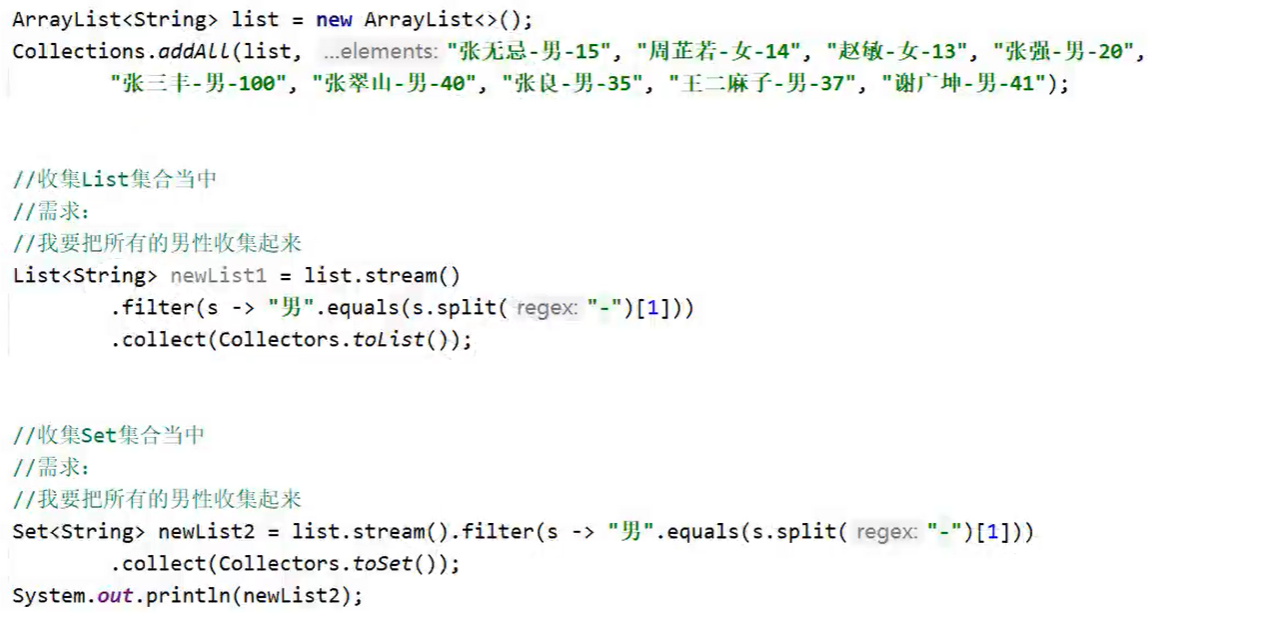 ArrayList<String> list = new ArrayList<>();
Collections.addAll(list, ...elements: "张无忌-男-15", "周芷若-女-14", "赵敏-女-13", "张强-男-20",
"张三丰-男-100", "张翠山-男-40", "张良-男-35", "王二麻子-男-37", "谢广坤-男-41");
//收集List集合当中
//需求:
//我要把所有的男性收集起来
List<String> newList1 = list.stream()
.filter(s -> "男".equals(s.split( regex: "-")[1]))
.collect(Collectors.toList());
//收集Set集合当中
//需求:
//我要把所有的男性收集起来
Set<String> newList2 = list.stream().filter(s -> "男".equals(s.split( regex: "-")[1]))
.collect(Collectors.toSet());
System.out.println(newList2);